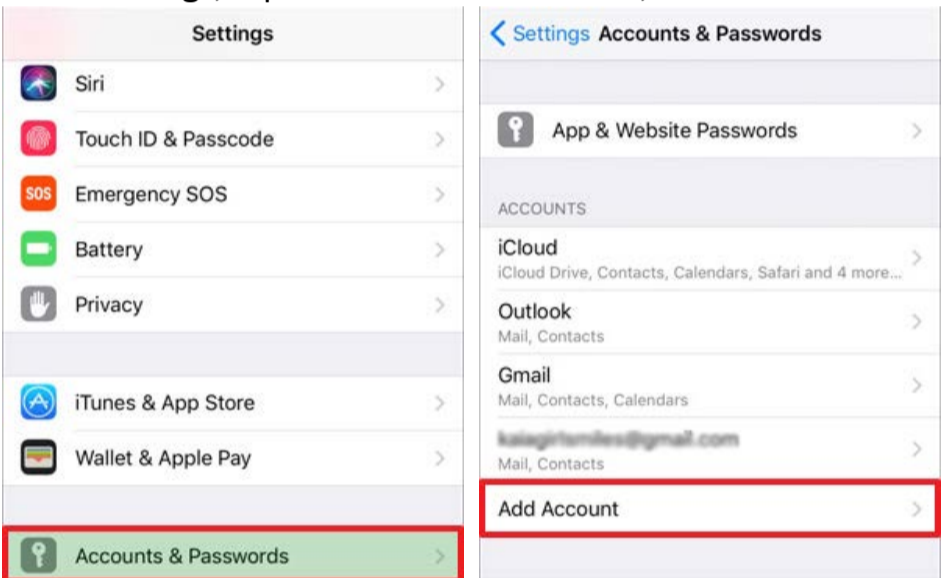 Settings
Siri
Touch ID & Passcode
SOS
Emergency SOS
Battery
Privacy
iTunes & App Store
Wallet & Apple Pay
Accounts & Passwords
Settings Accounts & Passwords
App & Website Passwords
ACCOUNTS
iCloud
iCloud Drive, Contacts, Calendars, Safari and 4 more...
Outlook
Mail, Contacts
Gmail
Mail, Contacts, Calendars
Mail, Contacts
Add Account